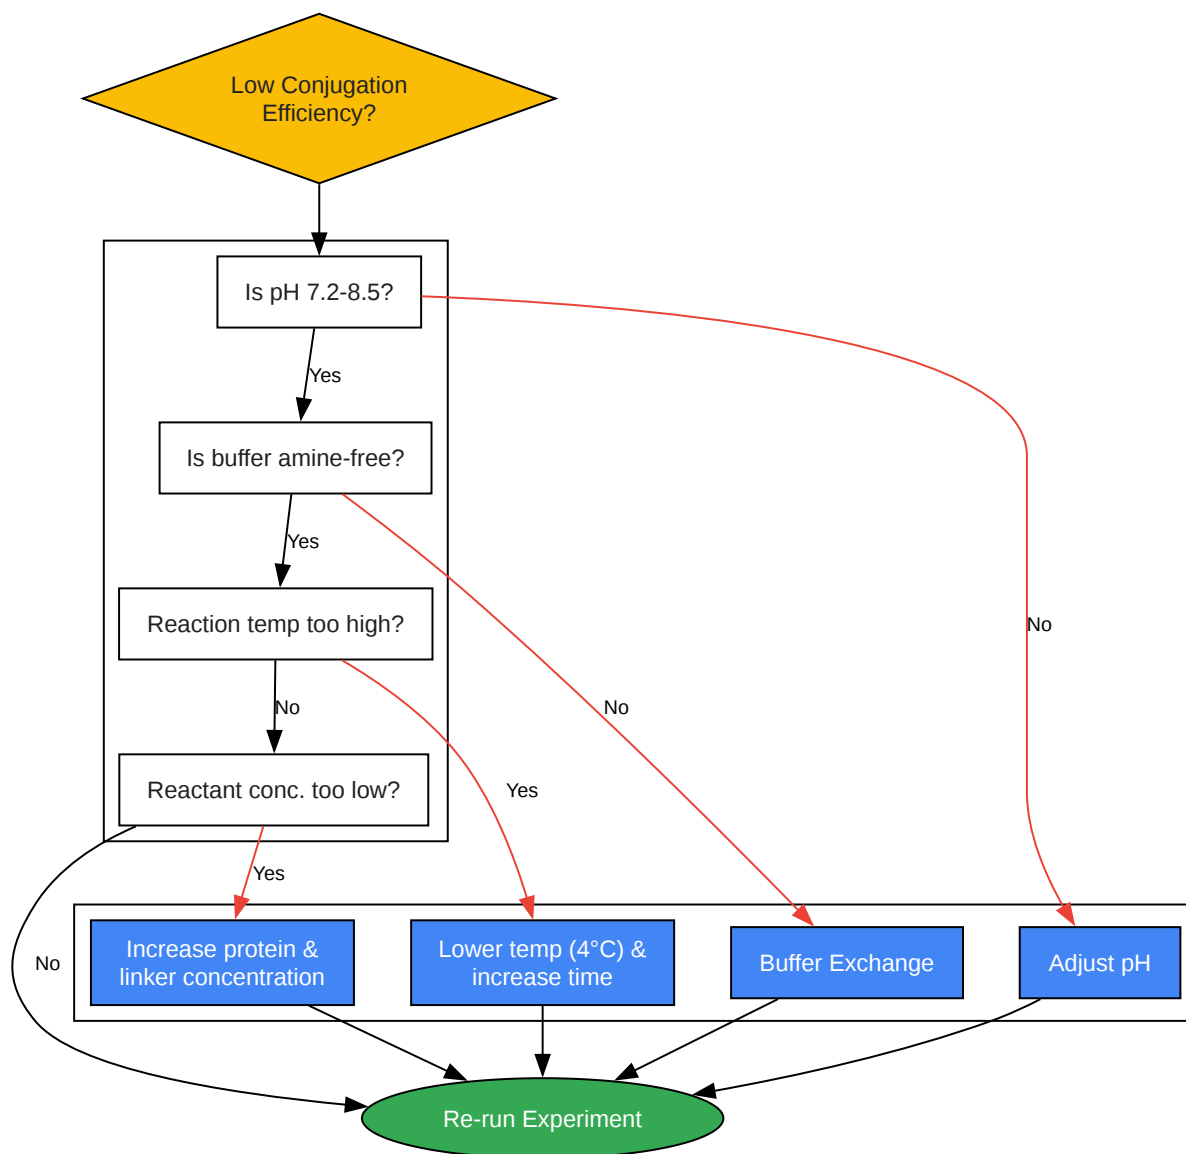 Low Conjugation
Efficiency?
Is pH 7.2-8.5?
Yes
Is buffer amine-free?
Yes
Reaction temp too high?
No
No
No
Reactant conc. too low?
Yes
Yes
No
Increase protein &
linker concentration
Lower temp (4°C) &
increase time
Buffer Exchange
Adjust pH
Re-run Experiment